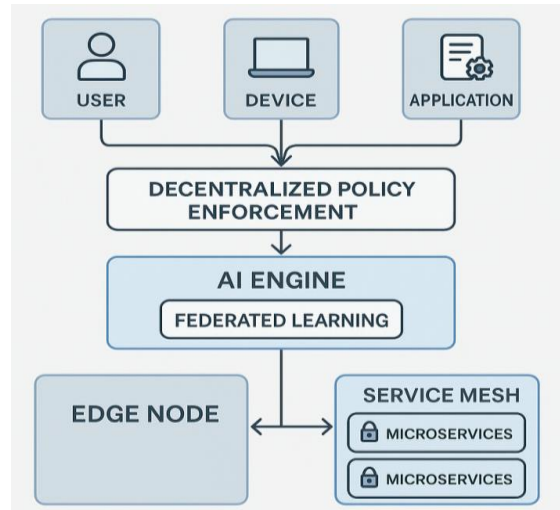 USER
DEVICE
APPLICATION
DECENTRALIZED POLICY
ENFORCEMENT
AI ENGINE
FEDERATED LEARNING
EDGE NODE
SERVICE MESH
MICROSERVICES
MICROSERVICES